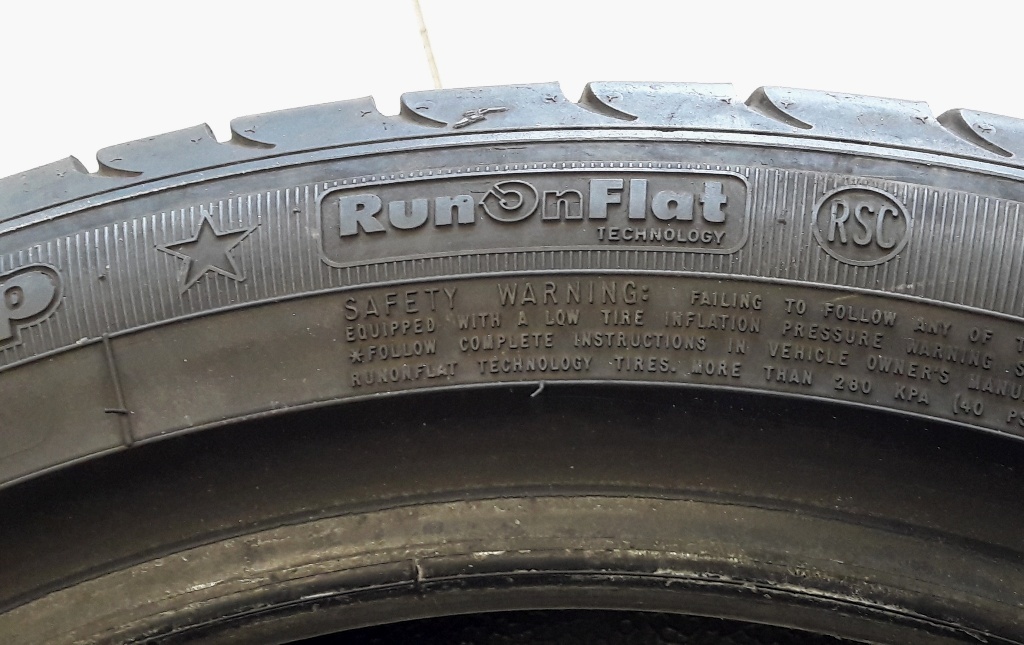 RunOnFlat
TECHNOLOGY
RSC
SAFETY WARNING: FAILING TO FOLLOW ANY OF
EQUIPPED WITH A LOW TIRE INFLATION PRESSURE WARNING
*FOLLOW COMPLETE INSTRUCTIONS IN VEHICLE OWNER'S
RUNONFLAT TECHNOLOGY TIRES. MORE THAN 280 KPA (40